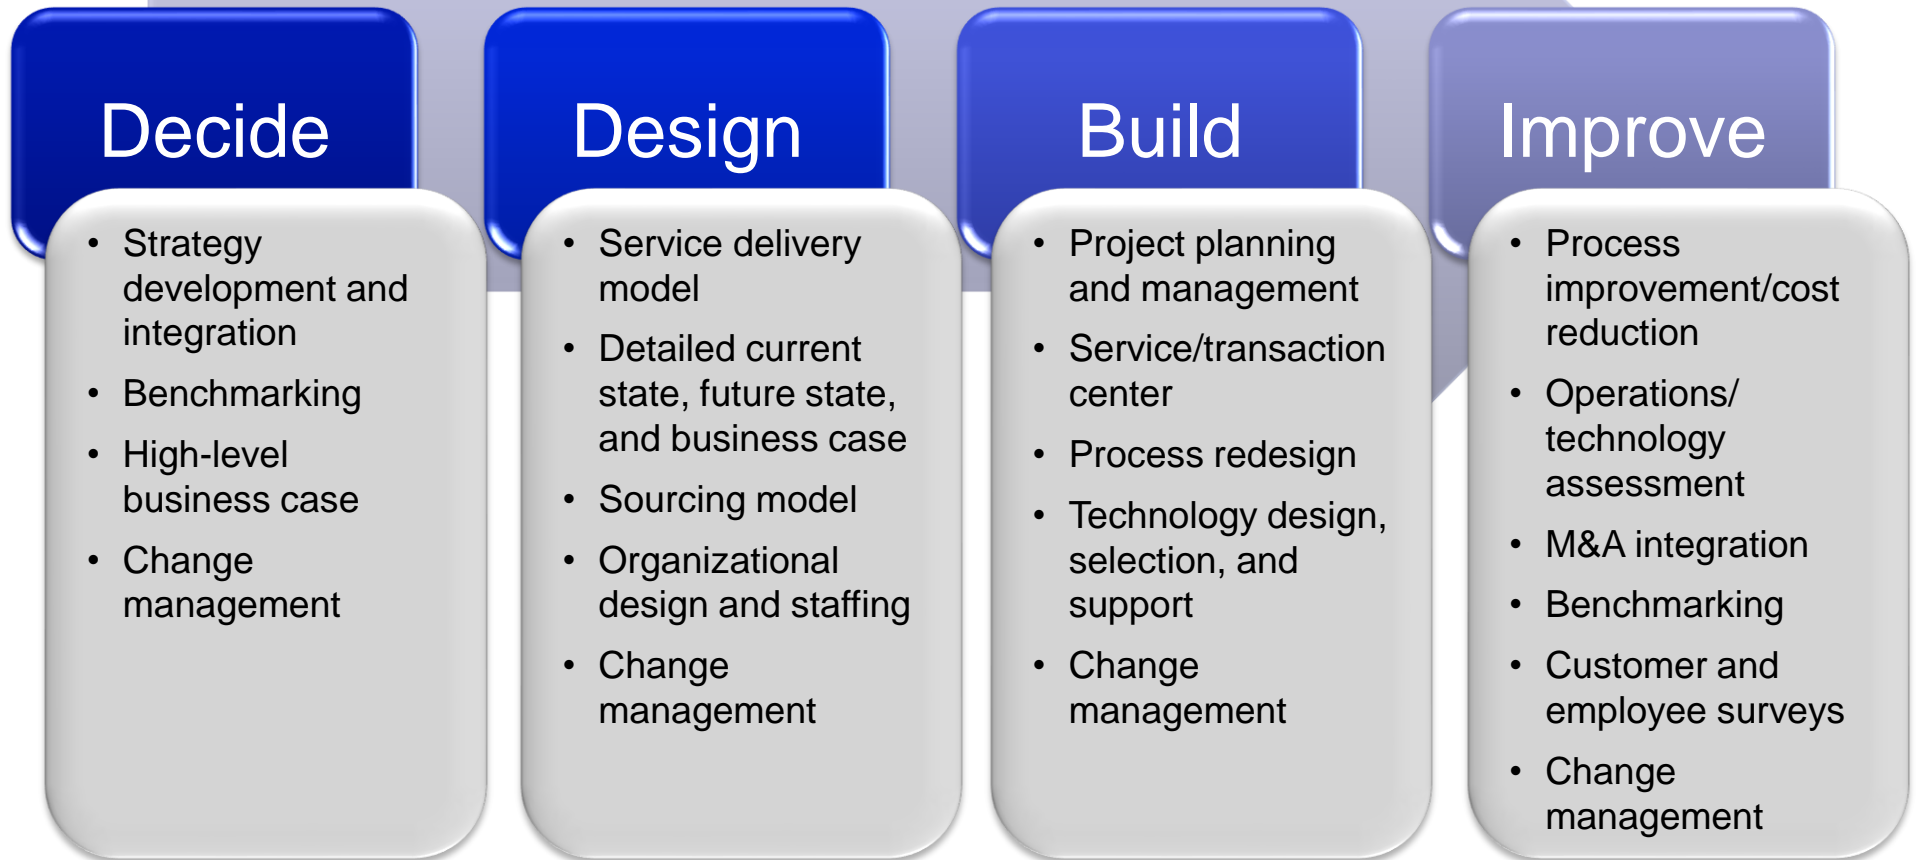 Decide
• Strategy
development and
integration
• Benchmarking
• High-level
business case
• Change
management
Design
• Service delivery
model
• Detailed current
state, future state,
and business case
• Sourcing model
• Organizational
design and staffing
• Change
management
Build
• Project planning
and management
• Service/transaction
center
• Process redesign
• Technology design,
selection, and
support
• Change
management
Improve
• Process
improvement/cost
reduction
• Operations/
technology
assessment
• M&A integration
• Benchmarking
• Customer and
employee surveys
• Change
management